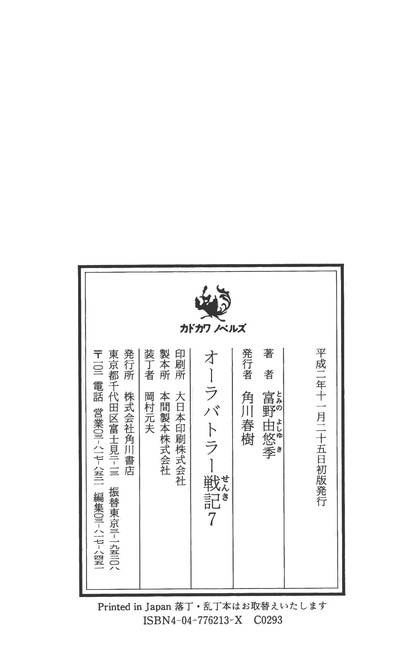 カドカワ ノベルズ
平成二年十一月二十五日初版発行
著者 富野由悠季
とみの よしゆき
発行者 角川春樹
オーラバトラー戦記7
せんき
印刷所 大日本印刷株式会社
製本所 本間製本株式会社
装丁者 岡村元夫
発行所 株式会社角川書店
東京都千代田区富士見二-一三 振替東京三-一九五二〇八
〒一〇二 電話 営業〇三-八一七-八五二一 編集〇三-八一七-八四五一
Printed in Japan 落丁・乱丁本はお取替えいたします
ISBN4-04-776213-X C0293